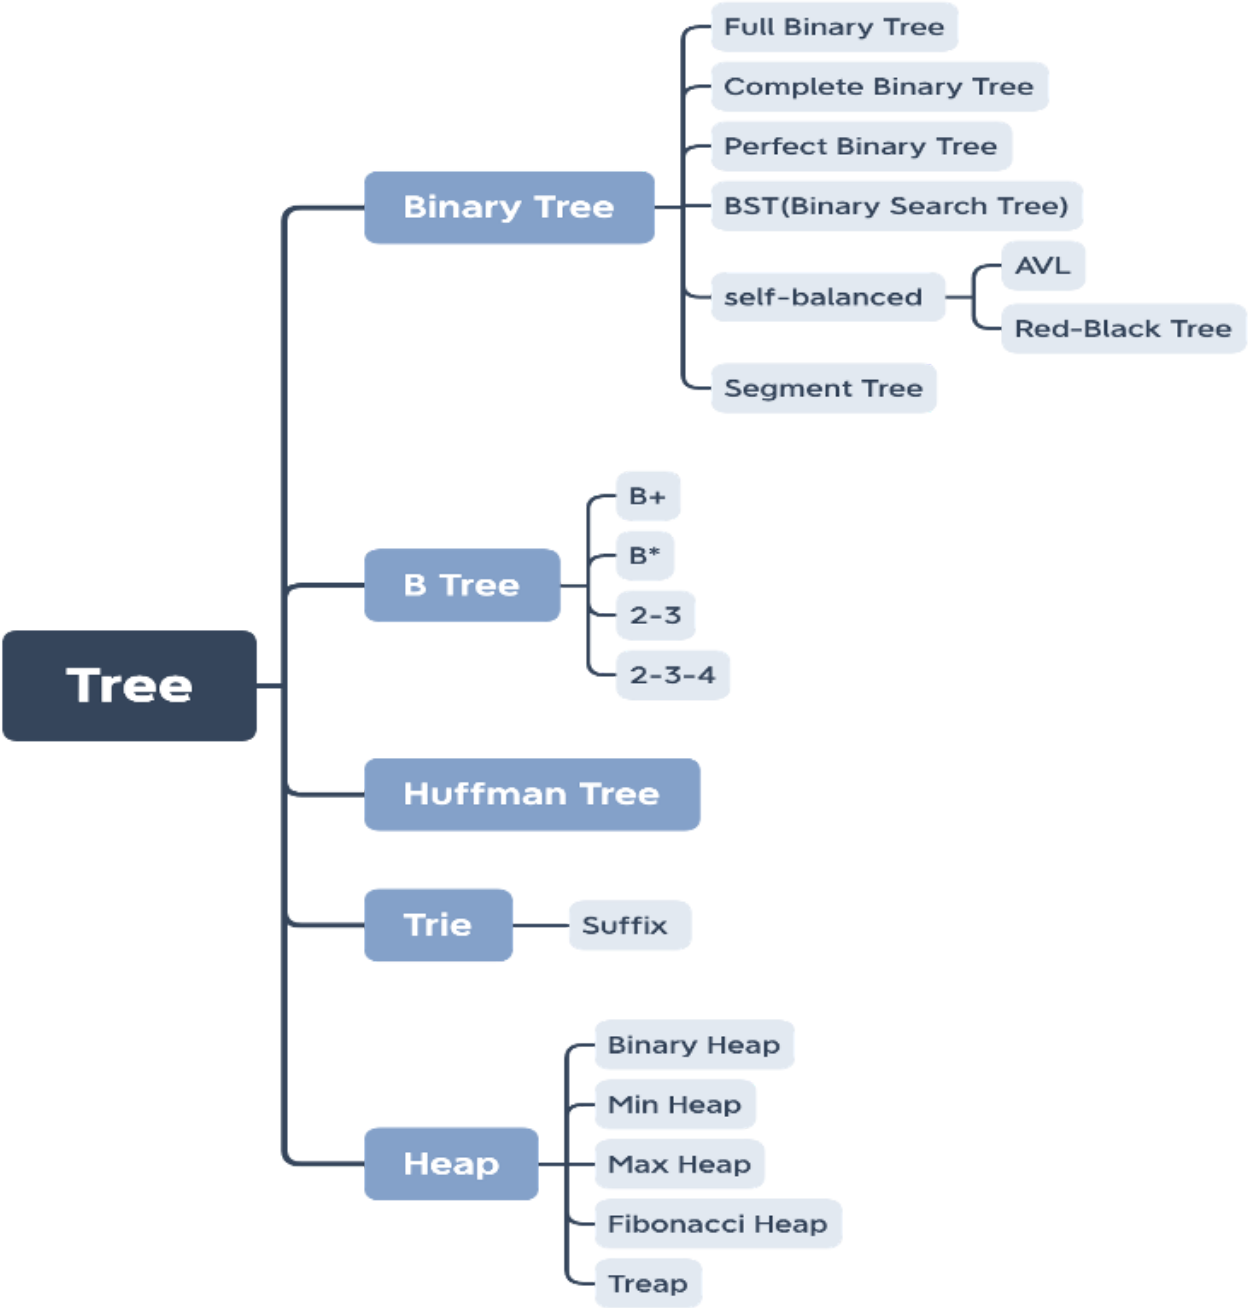 Full Binary Tree
Complete Binary Tree
Perfect Binary Tree
Binary Tree
BST(Binary Search Tree)
AVL
self-balanced
Red-Black Tree
Segment Tree
B+
B*
B Tree
2-3
2-3-4
Tree
Huffman Tree
Trie
Suffix
Binary Heap
Min Heap
Heap
Max Heap
Fibonacci Heap
Treap